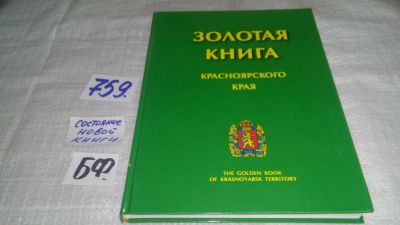 759.
СОСТОЯНИЕ
НОВОЙ
КНИГИ
БФ.
ЗОЛОТАЯ
КНИГА
КРАСНОЯРСКОГО
КРАЯ
THE GOLDEN BOOK
OF KRASNOYARSK TERRITORY